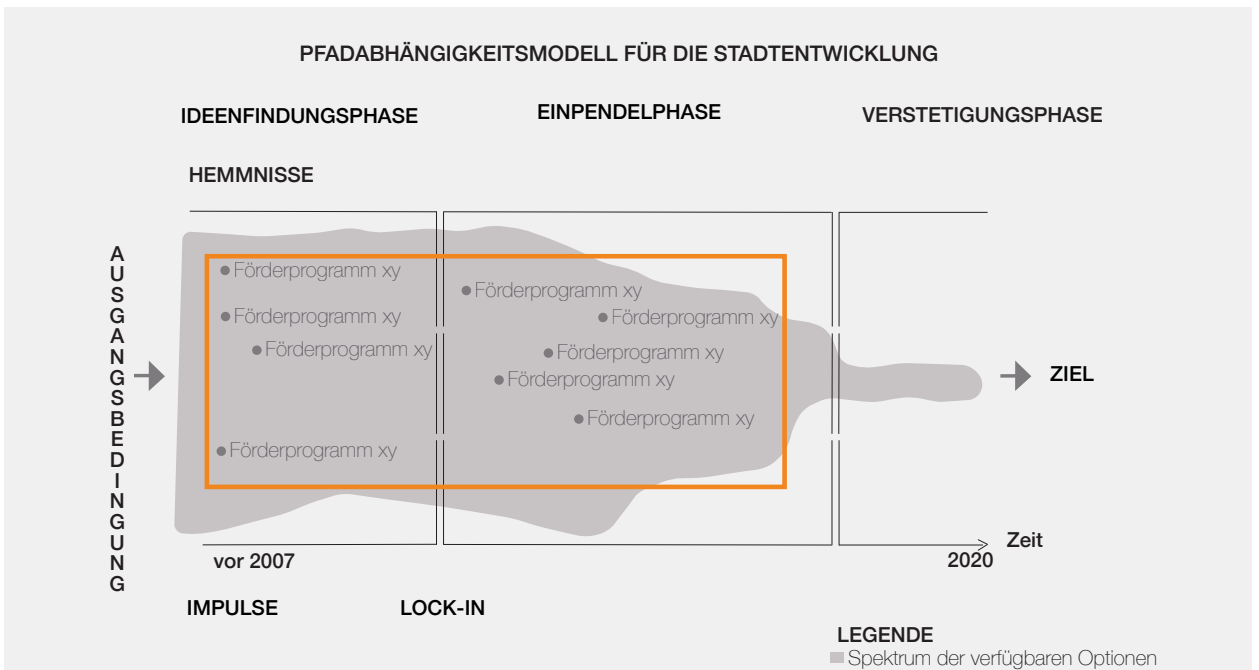 PFADABHÄNGIGKEITSMODELL FÜR DIE STADTENTWICKLUNG
IDEENFINDUNGSPHASE
EINPENDELPHASE
VERSTETIGUNGSPHASE
HEMMNISSE
AUSGANGSBEDINGUNG
Förderprogramm xy
Förderprogramm xy
Förderprogramm xy
Förderprogramm xy
Förderprogramm xy
Förderprogramm xy
Förderprogramm xy
Förderprogramm xy
Förderprogramm xy
ZIEL
Zeit
vor 2007
2020
IMPULSE
LOCK-IN
LEGENDE
Spektrum der verfügbaren Optionen